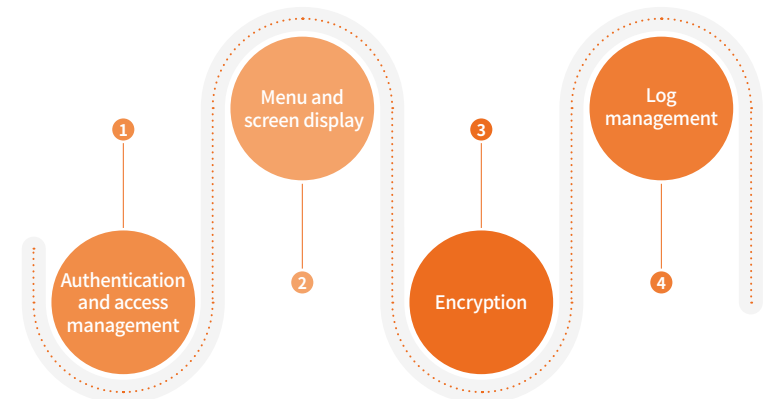 1
Authentication
and access
management
Menu and
screen display
2
3
Encryption
Log
management
4